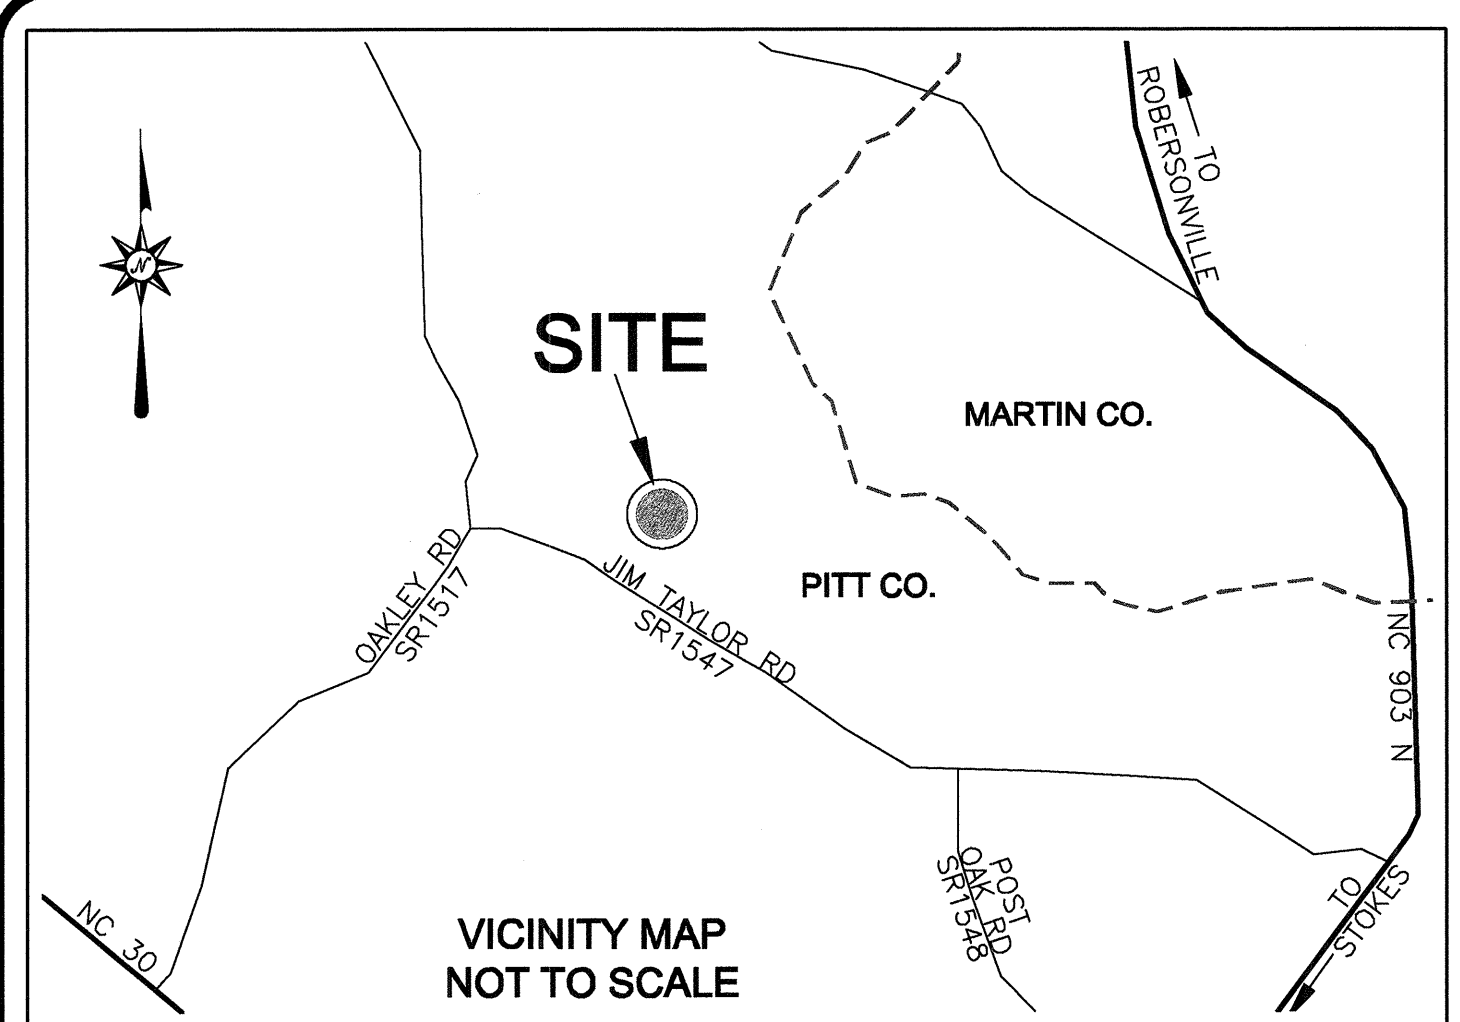 TO
ROBERSONVILLE
N
SITE
MARTIN CO.
OAKLEY RD
SR1517
JIM TAYLOR RD
SR1547
PITT CO.
NC 903 N
POST
OAK RD
SR1548
TO
STOKES
NC 30
VICINITY MAP
NOT TO SCALE